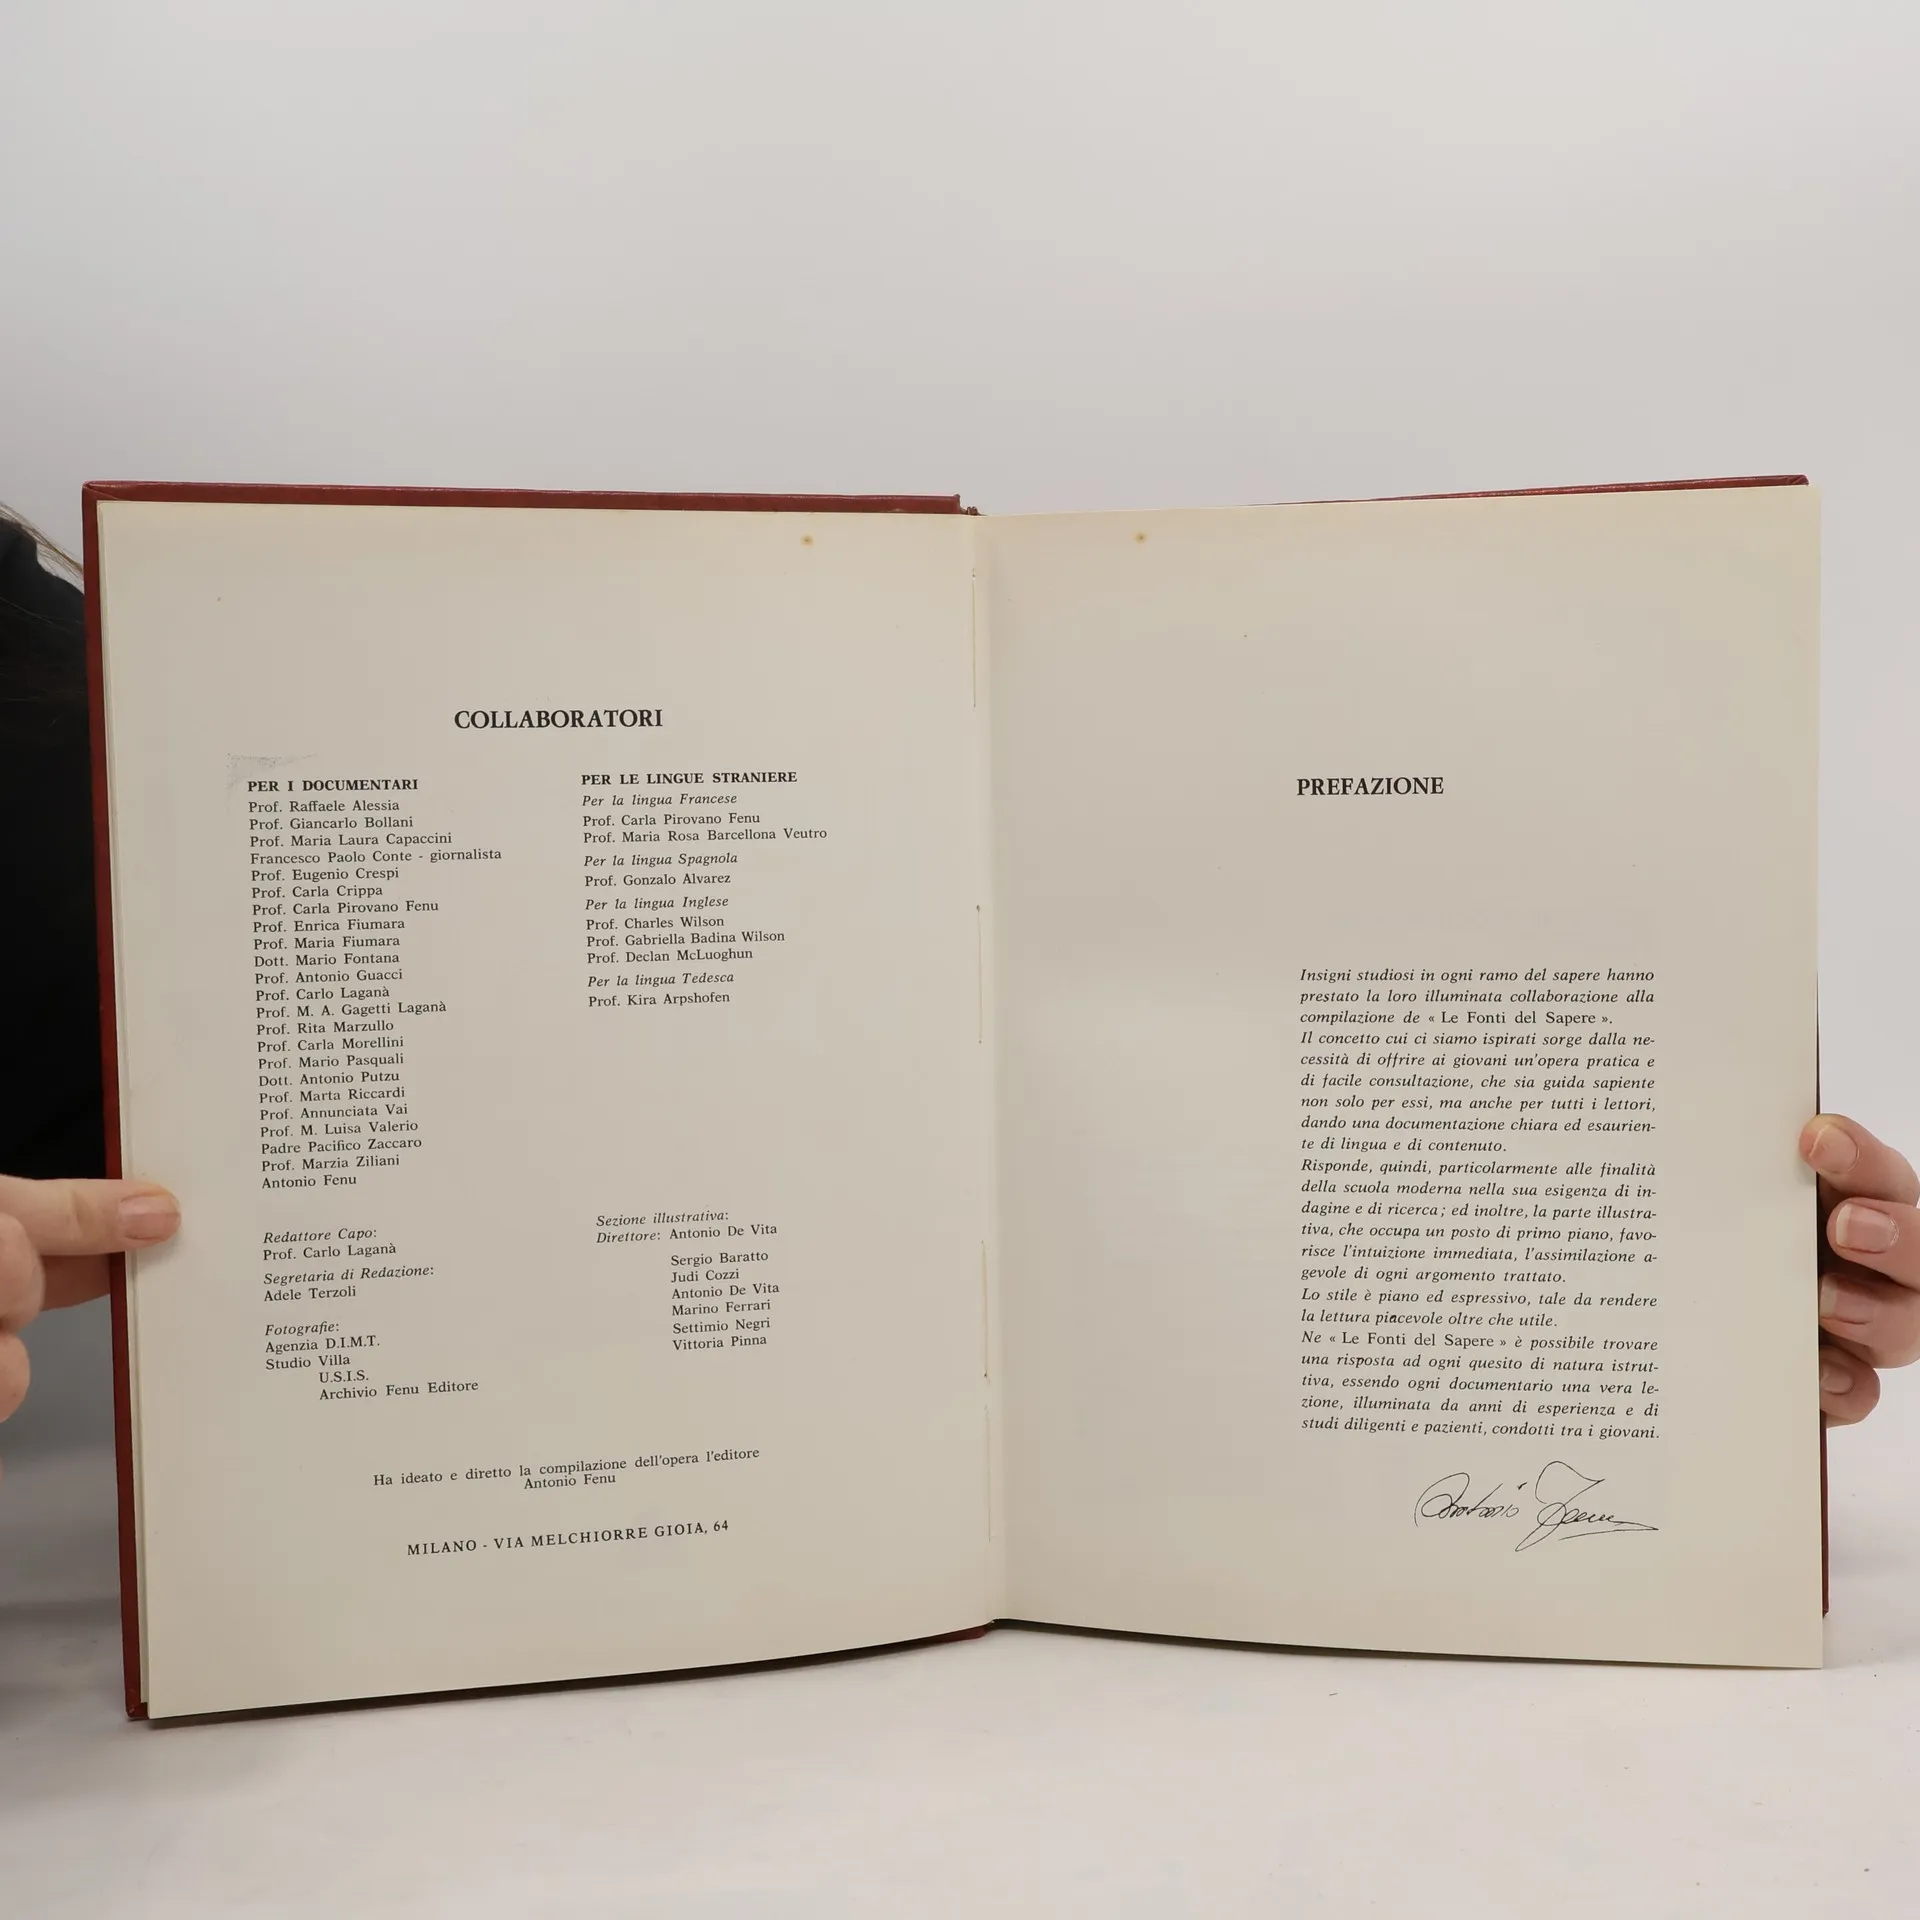 COLLABORATORI
PER I DOCUMENTARI
Prof. Raffaele Alessia
Prof. Giancarlo Bollani
Prof. Maria Laura Capaccini
Francesco Paolo Conte - giornalista
Prof. Eugenio Crespi
Prof. Carla Crippa
Prof. Carla Pirovano Fenu
Prof. Enrica Fiumara
Prof. Maria Fiumara
Dott. Mario Fontana
Prof. Antonio Guacci
Prof. Carlo Laganà
Prof. M. A. Gagetti Laganà
Prof. Rita Marzullo
Prof. Carla Morellini
Prof. Mario Pasquali
Dott. Antonio Putzu
Prof. Marta Riccardi
Prof. Annunciata Vai
Prof. M. Luisa Valerio
Padre Pacifico Zaccaro
Prof. Marzia Ziliani
Antonio Fenu
Redattore Capo:
Prof. Carlo Laganà
Segretaria di Redazione:
Adele Terzoli
Fotografie:
Agenzia D.I.M.T.
Studio Villa
U.S.I.S.
Archivio Fenu Editore
PER LE LINGUE STRANIERE
Per la lingua Francese
Prof. Carla Pirovano Fenu
Prof. Maria Rosa Barcellona Veutro
Per la lingua Spagnola
Prof. Gonzalo Alvarez
Per la lingua Inglese
Prof. Charles Wilson
Prof. Gabriella Badina Wilson
Prof. Declan McLuoghun
Per la lingua Tedesca
Prof. Kira Arpshofen
Sezione illustrativa:
Direttore: Antonio De Vita
Sergio Baratto
Judi Cozzi
Antonio De Vita
Marino Ferrari
Settimio Negri
Vittoria Pinna
Ha ideato e diretto la compilazione dell'opera l'editore
Antonio Fenu
MILANO - VIA MELCHIORRE GIOIA, 64
PREFAZIONE
Insigni studiosi in ogni ramo del sapere hanno
prestato la loro illuminata collaborazione alla
compilazione de « Le Fonti del Sapere ».
Il concetto cui ci siamo ispirati sorge dalla ne-
cessità di offrire ai giovani un'opera pratica e
di facile consultazione, che sia guida sapiente
non solo per essi, ma anche per tutti i lettori,
dando una documentazione chiara ed esaurien-
te di lingua e di contenuto.
Risponde, quindi, particolarmente alle finalità
della scuola moderna nella sua esigenza di in-
dagine e di ricerca; ed inoltre, la parte illustra-
tiva, che occupa un posto di primo piano, favo-
risce l'intuizione immediata, l'assimilazione a-
gevole di ogni argomento trattato.
Lo stile è piano ed espressivo, tale da rendere
la lettura piacevole oltre che utile.
Ne « Le Fonti del Sapere » è possibile trovare
una risposta ad ogni quesito di natura istrut-
tiva, essendo ogni documentario una vera le-
zione, illuminata da anni di esperienza e di
studi diligenti e pazienti, condotti tra i giovani.
Antonio Fenu